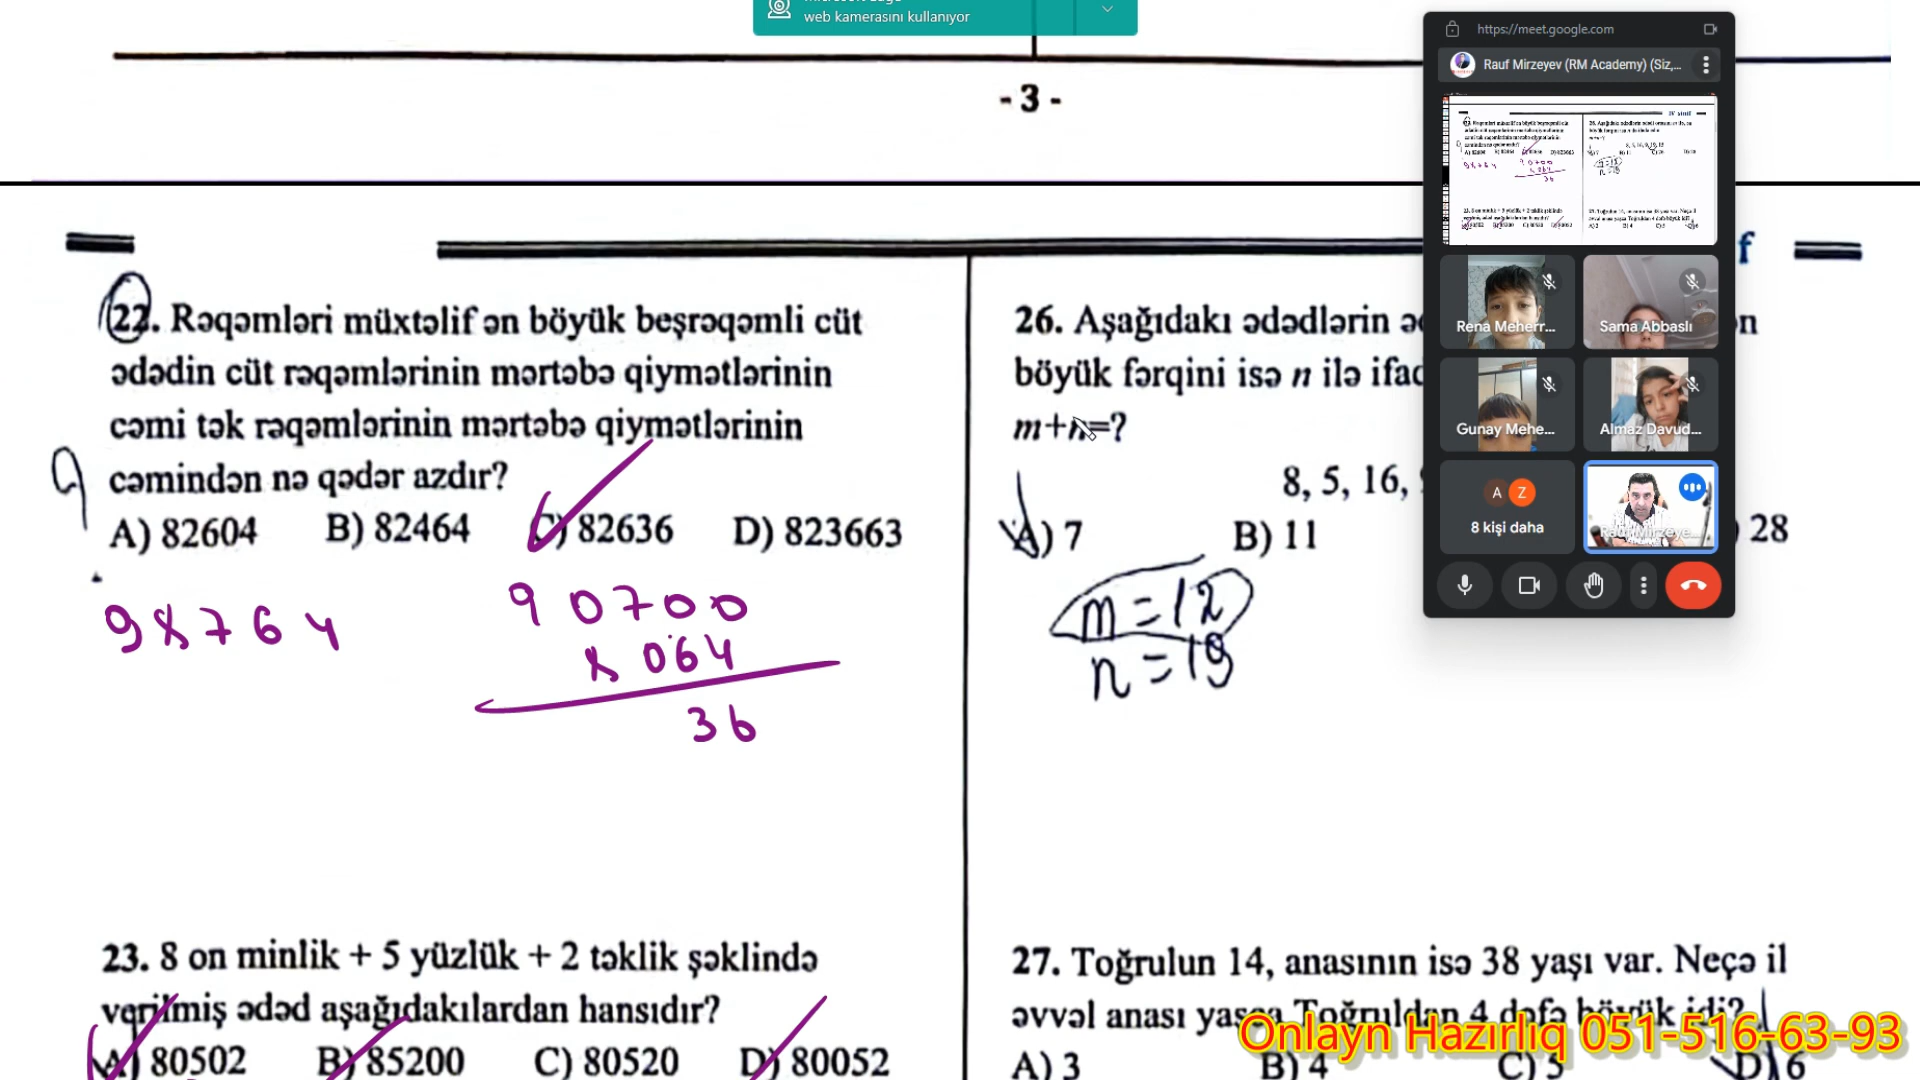 web kamerasını kullanıyor
- 3 -
22. Rəqəmləri müxtəlif ən böyük beşrəqəmli cüt
ədədin cüt rəqəmlərinin mərtəbə qiymətlərinin
cəmi tək rəqəmlərinin mərtəbə qiymətlərinin
cəmindən nə qədər azdır?
A) 82604 B) 82464 C) 82636 D) 823663
98764
90700
8064
36
23. 8 on minlik + 5 yüzlük + 2 təklik şəklində
verilmiş ədəd aşağıdakılardan hansıdır?
A) 80502 B) 85200 C) 80520 D) 80052
f
26. Aşağıdakı ədədlərin
böyük fərqini isə n ilə
m+n=?
8, 5, 16,
A) 7 B) 11 28
m = 12
n = 19
27. Toğrulun 14, anasının isə 38 yaşı var. Neçə il
əvvəl anası yaşca Toğruldan 4 dəfə böyük idi?
A) 3 B) 4 C) 5 D) 6
https://meet.google.com
Rauf Mirzeyev (RM Academy) (Siz,...
Rena Meherr...
Sama Abbaslı
Gunay Mehe...
Almaz Davud...
A Z
8 kişi daha
Rauf Mirzeye...
Onlayn Hazırlıq 051-516-63-93